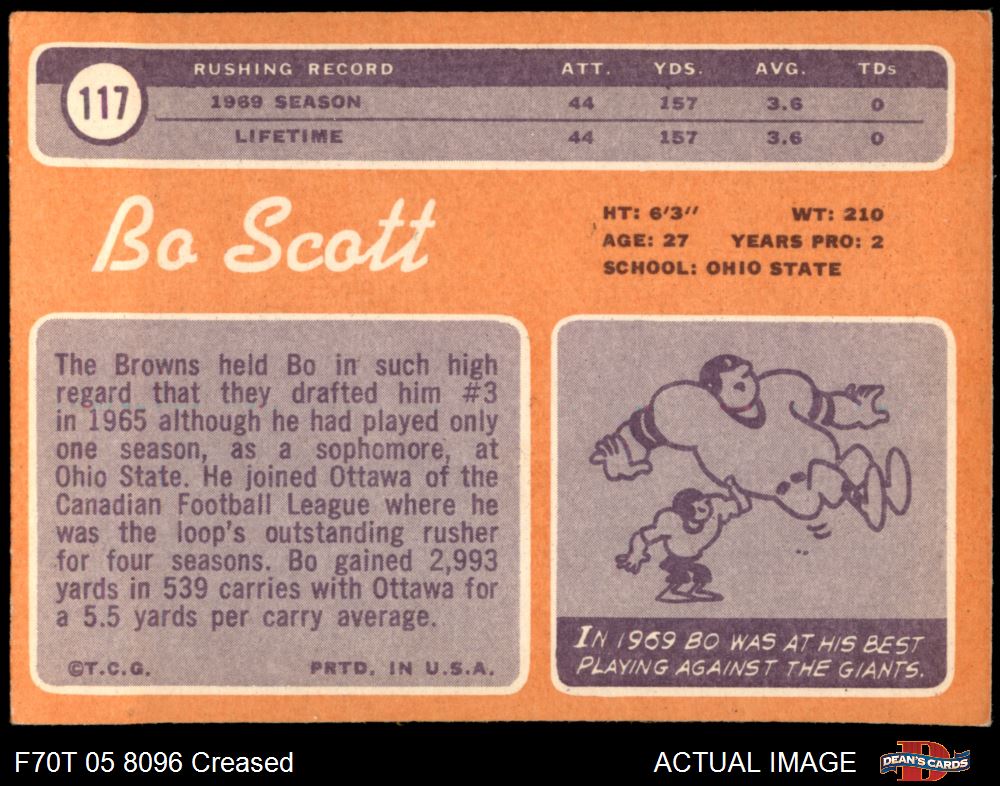 117
RUSHING RECORD ATT. YDS. AVG. TDs
1969 SEASON 44 157 3.6 0
LIFETIME 44 157 3.6 0
Bo Scott
HT: 6'3" WT: 210
AGE: 27 YEARS PRO: 2
SCHOOL: OHIO STATE
The Browns held Bo in such high
regard that they drafted him #3
in 1965 although he had played only
one season, as a sophomore, at
Ohio State. He joined Ottawa of the
Canadian Football League where he
was the loop's outstanding rusher
for four seasons. Bo gained 2,993
yards in 539 carries with Ottawa for
a 5.5 yards per carry average.
©T.C.G. PRTD. IN U.S.A.
IN 1969 BO WAS AT HIS BEST
PLAYING AGAINST THE GIANTS.
F70T 05 8096 Creased
ACTUAL IMAGE
D
DEAN'S CARDS